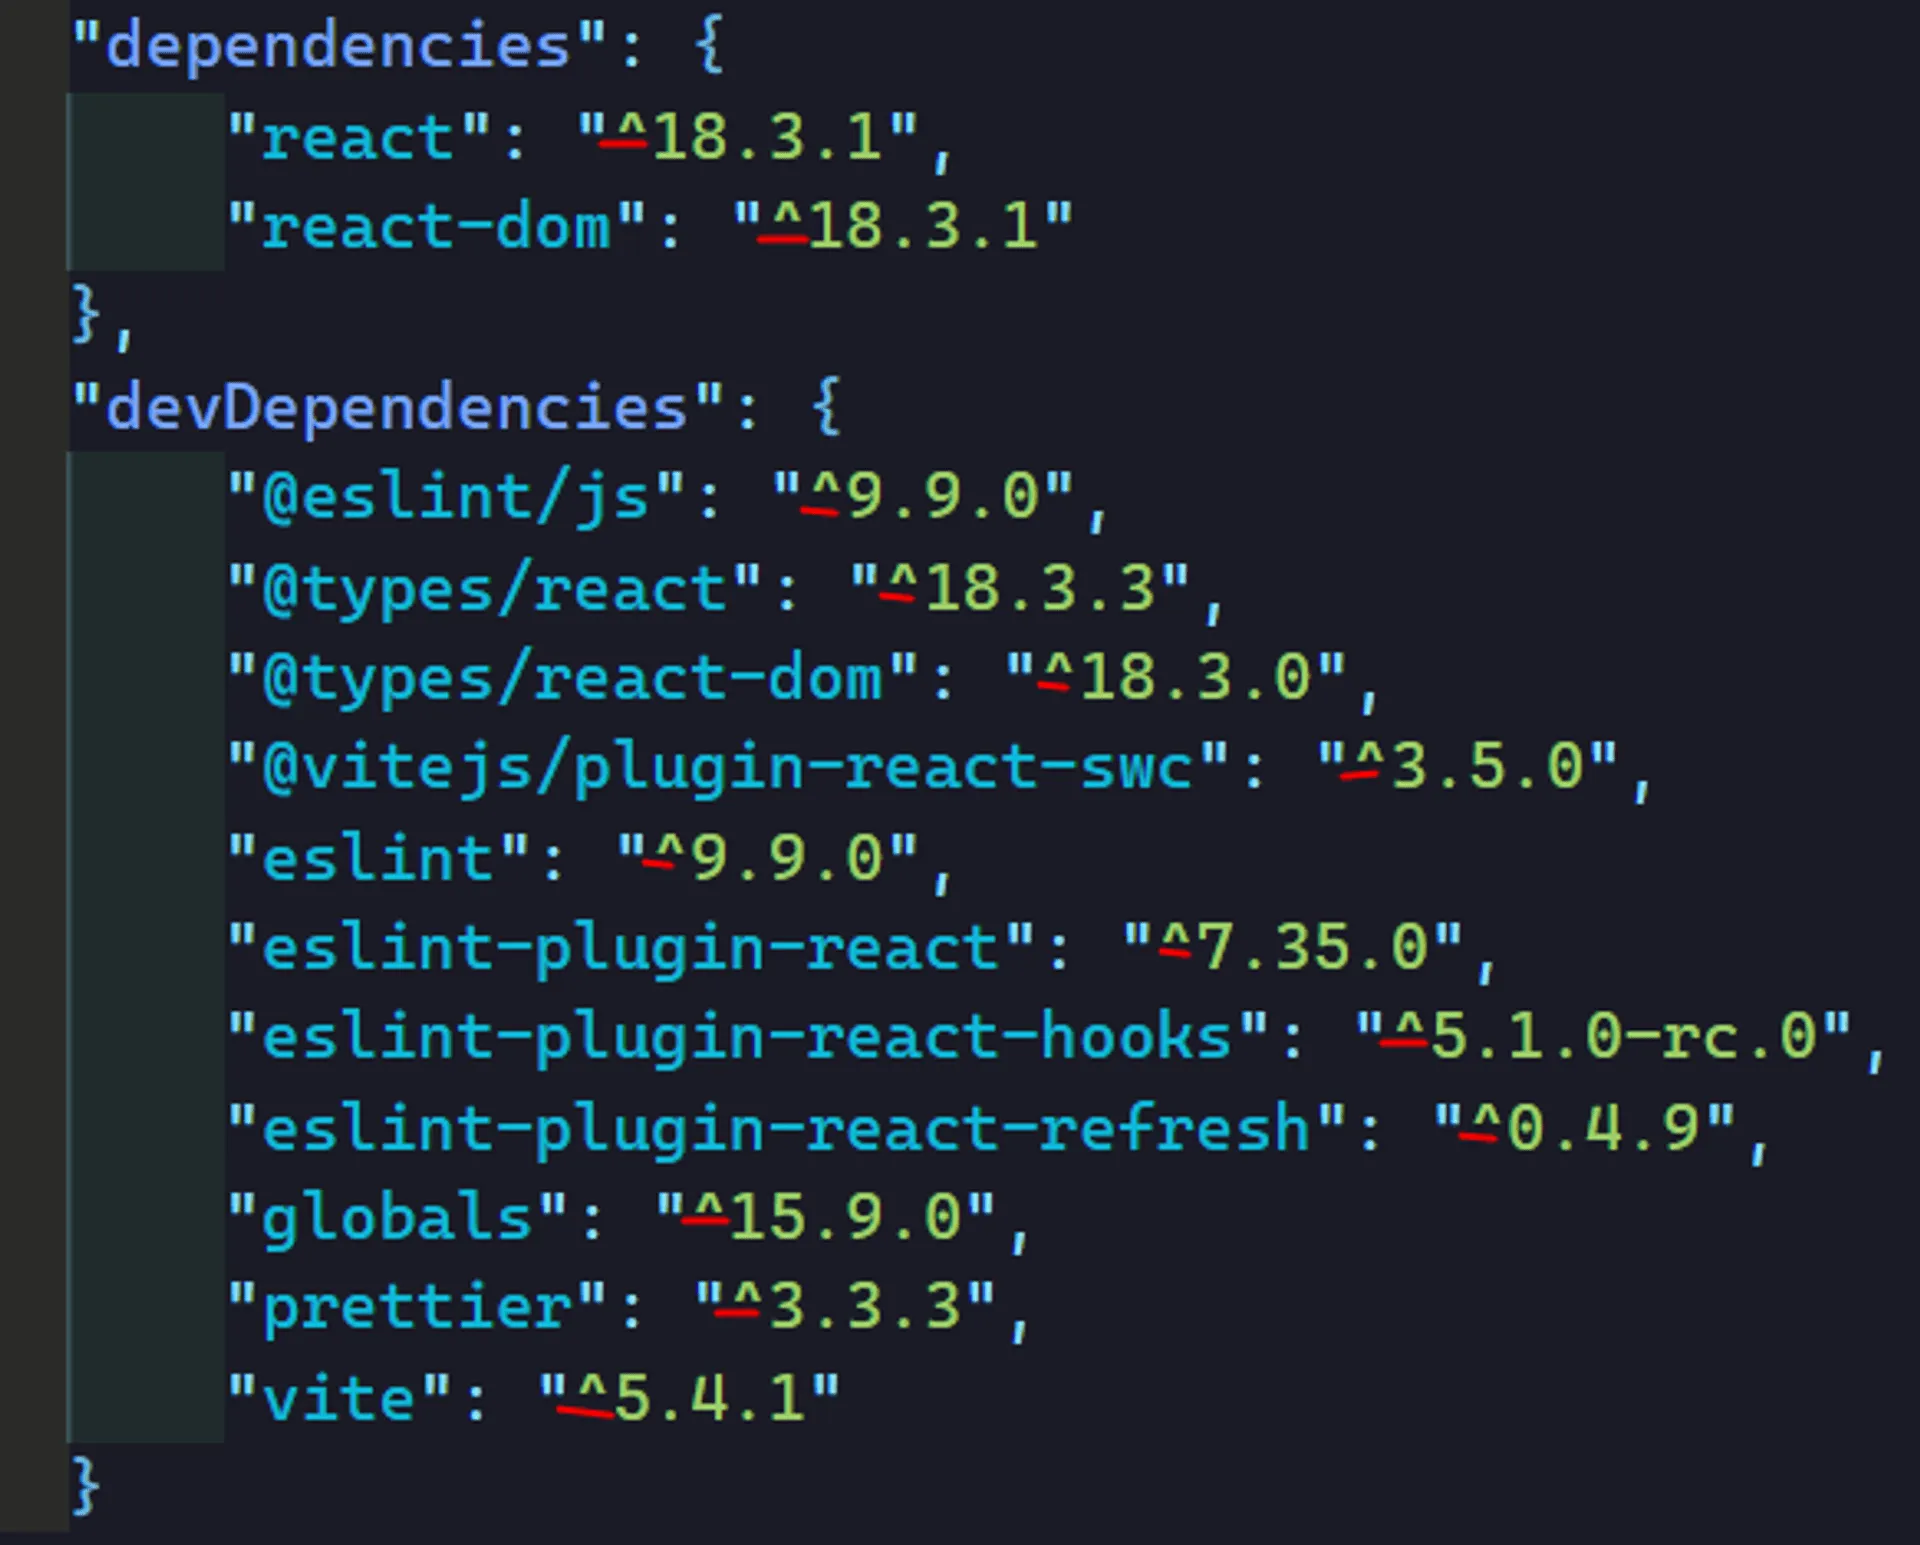 "dependencies": {
"react": "^18.3.1",
"react-dom": "^18.3.1"
},
"devDependencies": {
"@eslint/js": "^9.9.0",
"@types/react": "^18.3.3",
"@types/react-dom": "^18.3.0",
"@vitejs/plugin-react-swc": "^3.5.0",
"eslint": "^9.9.0",
"eslint-plugin-react": "^7.35.0",
"eslint-plugin-react-hooks": "^5.1.0-rc.0",
"eslint-plugin-react-refresh": "^0.4.9",
"globals": "^15.9.0",
"prettier": "^3.3.3",
"vite": "^5.4.1"
}